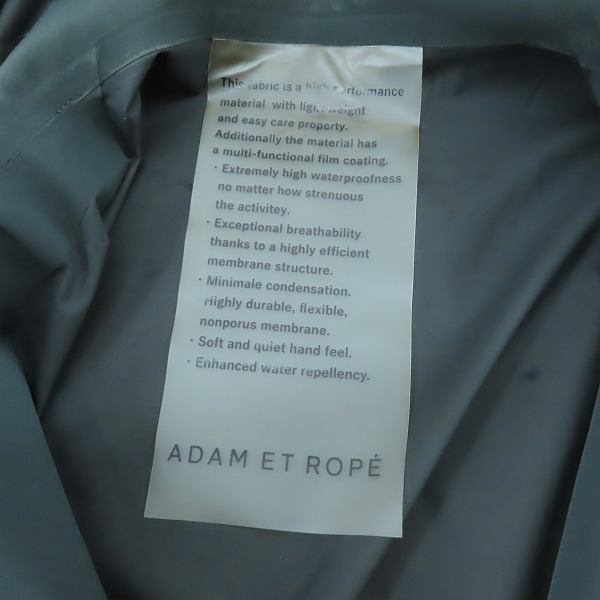 This fabric is a high performance
material with light weight
and easy care property.
Additionally the material has
a multi-functional film coating.
· Extremely high waterproofness
no matter how strenuous
the activitey.
· Exceptional breathability
thanks to a highly efficient
membrane structure.
· Minimale condensation.
Highly durable, flexible,
nonporus membrane.
· Soft and quiet hand feel.
· Enhanced water repellency.
ADAM ET ROPÉ